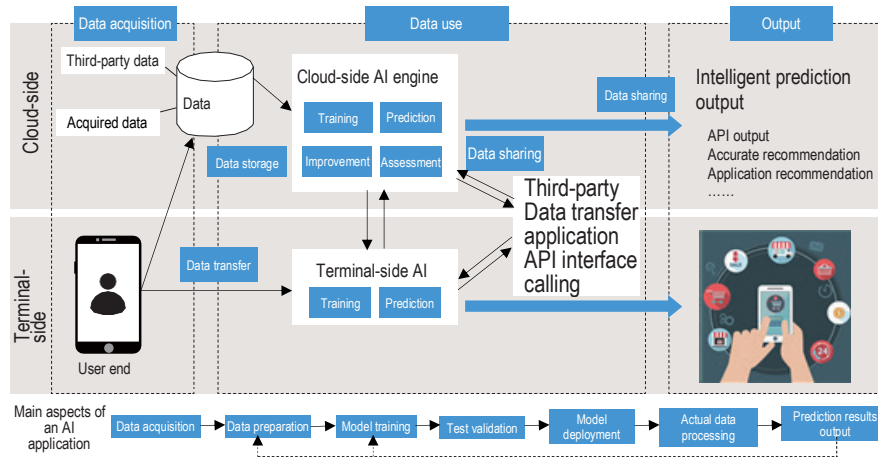 Data acquisition
Data use
Output
Cloud-side
Third-party data
Acquired data
Data
Data storage
Cloud-side AI engine
Training
Prediction
Improvement
Assessment
Data sharing
Data sharing
Intelligent prediction
output
API output
Accurate recommendation
Application recommendation
……
Third-party
Data transfer
application
API interface
calling
Terminal-
side
User end
Data transfer
Terminal-side AI
Training
Prediction
24
Main aspects of
an AI
application
Data acquisition
Data preparation
Model training
Test validation
Model
deployment
Actual data
processing
Prediction results
output